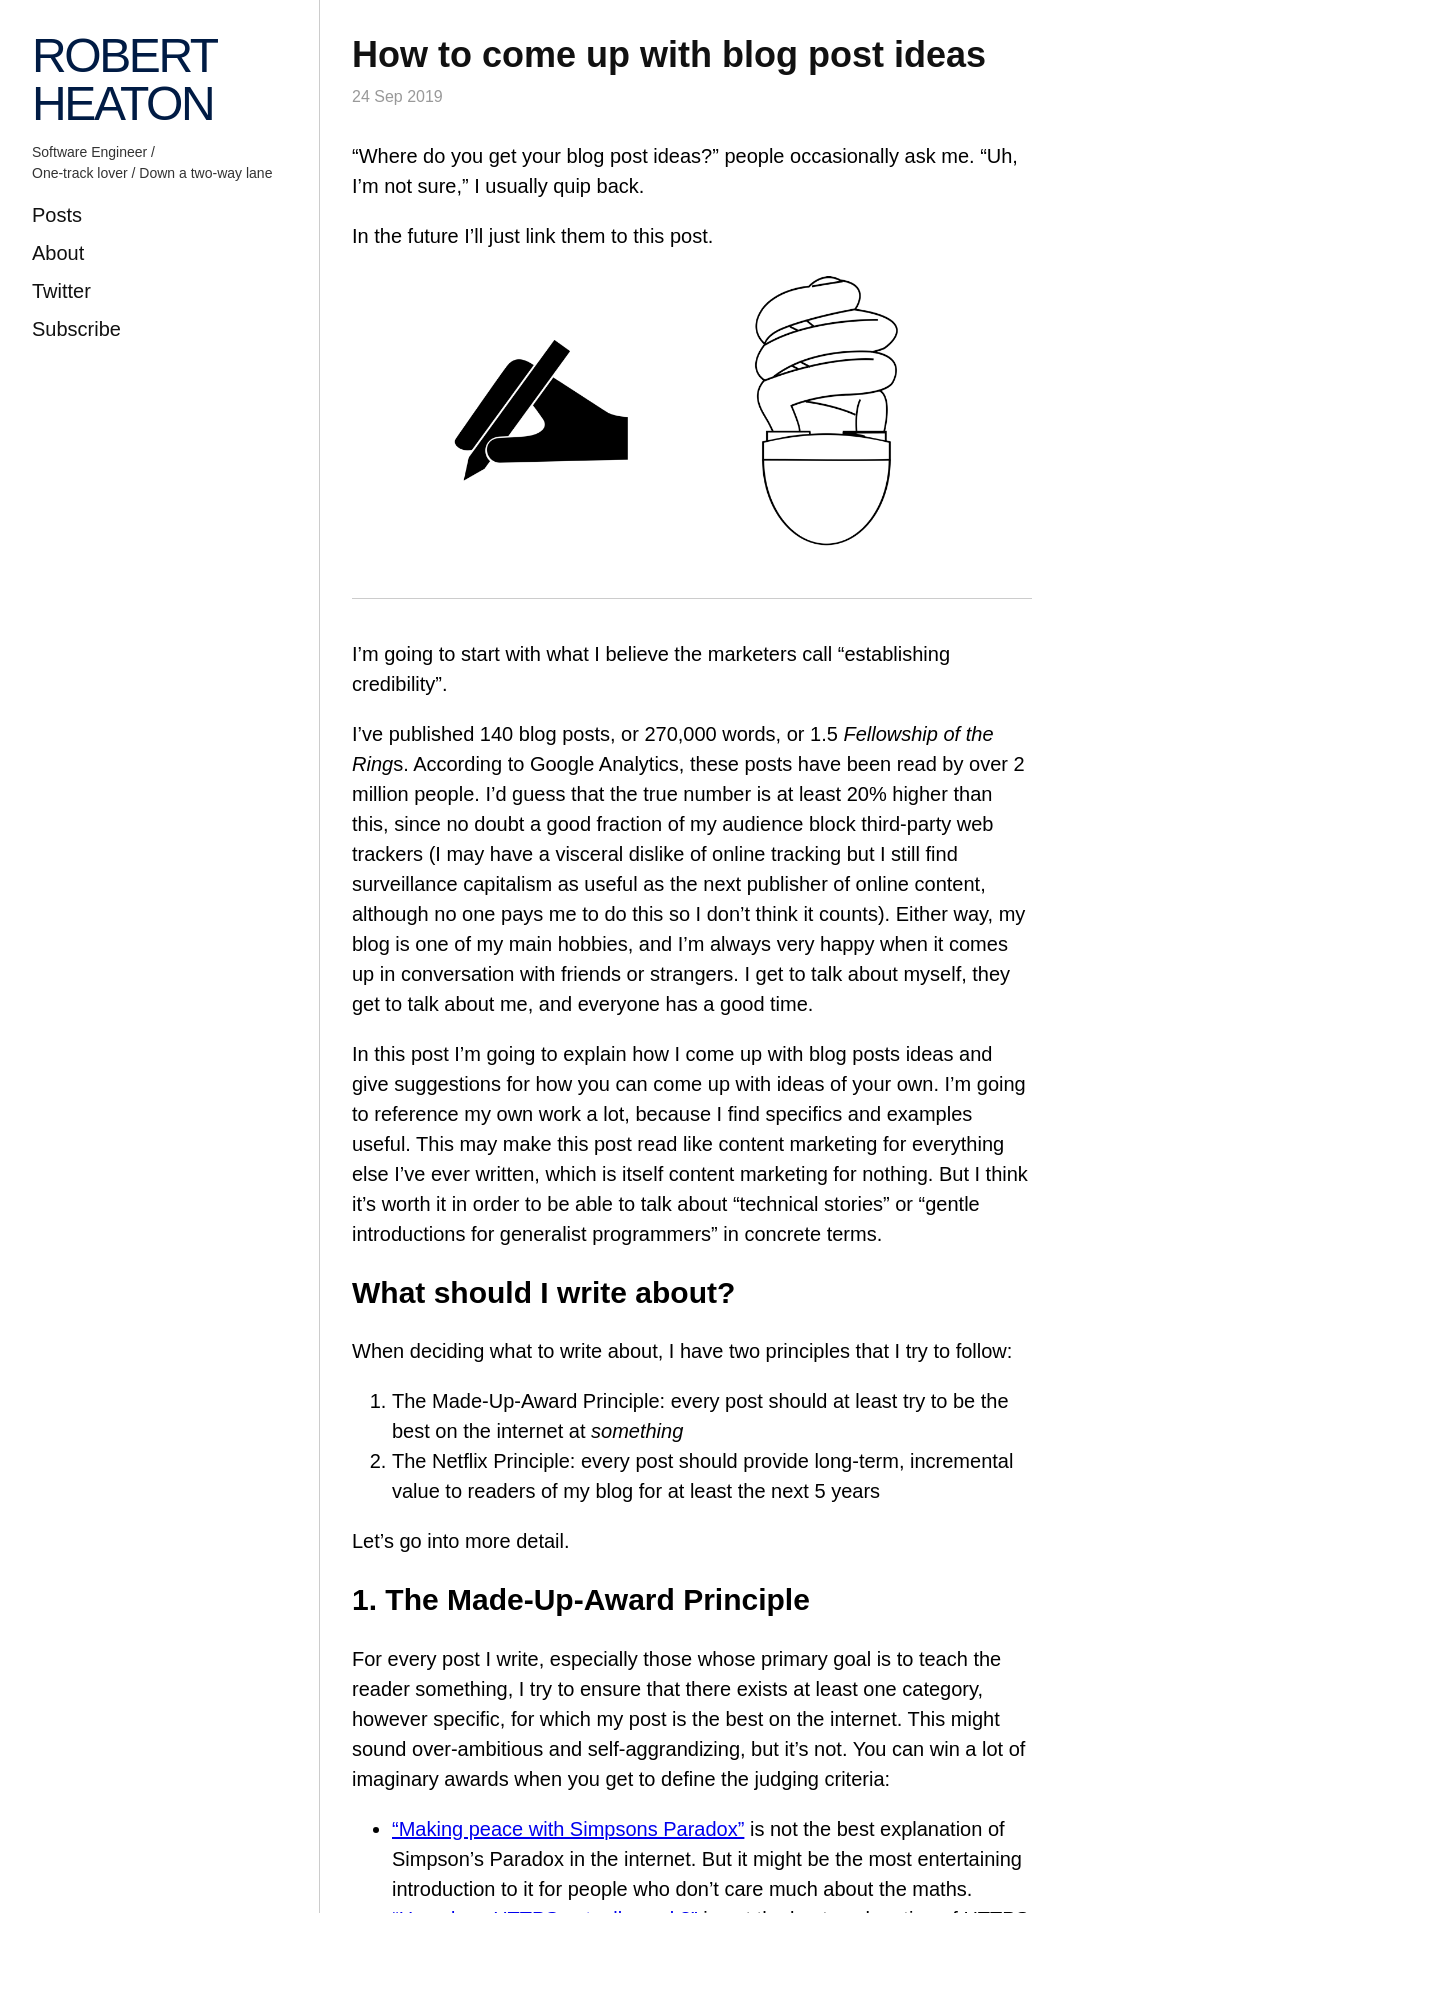 ROBERT
HEATON
Software Engineer /
One-track lover / Down a two-way lane
Posts
About
Twitter
Subscribe
How to come up with blog post ideas
24 Sep 2019
“Where do you get your blog post ideas?” people occasionally ask me. “Uh,
I’m not sure,” I usually quip back.
In the future I’ll just link them to this post.
I’m going to start with what I believe the marketers call “establishing
credibility”.
I’ve published 140 blog posts, or 270,000 words, or 1.5 Fellowship of the
Rings. According to Google Analytics, these posts have been read by over 2
million people. I’d guess that the true number is at least 20% higher than
this, since no doubt a good fraction of my audience block third-party web
trackers (I may have a visceral dislike of online tracking but I still find
surveillance capitalism as useful as the next publisher of online content,
although no one pays me to do this so I don’t think it counts). Either way, my
blog is one of my main hobbies, and I’m always very happy when it comes
up in conversation with friends or strangers. I get to talk about myself, they
get to talk about me, and everyone has a good time.
In this post I’m going to explain how I come up with blog posts ideas and
give suggestions for how you can come up with ideas of your own. I’m going
to reference my own work a lot, because I find specifics and examples
useful. This may make this post read like content marketing for everything
else I’ve ever written, which is itself content marketing for nothing. But I think
it’s worth it in order to be able to talk about “technical stories” or “gentle
introductions for generalist programmers” in concrete terms.
What should I write about?
When deciding what to write about, I have two principles that I try to follow:
1. The Made-Up-Award Principle: every post should at least try to be the
best on the internet at something
2. The Netflix Principle: every post should provide long-term, incremental
value to readers of my blog for at least the next 5 years
Let’s go into more detail.
1. The Made-Up-Award Principle
For every post I write, especially those whose primary goal is to teach the
reader something, I try to ensure that there exists at least one category,
however specific, for which my post is the best on the internet. This might
sound over-ambitious and self-aggrandizing, but it’s not. You can win a lot of
imaginary awards when you get to define the judging criteria:
• “Making peace with Simpsons Paradox” is not the best explanation of
Simpson’s Paradox in the internet. But it might be the most entertaining
introduction to it for people who don’t care much about the maths.